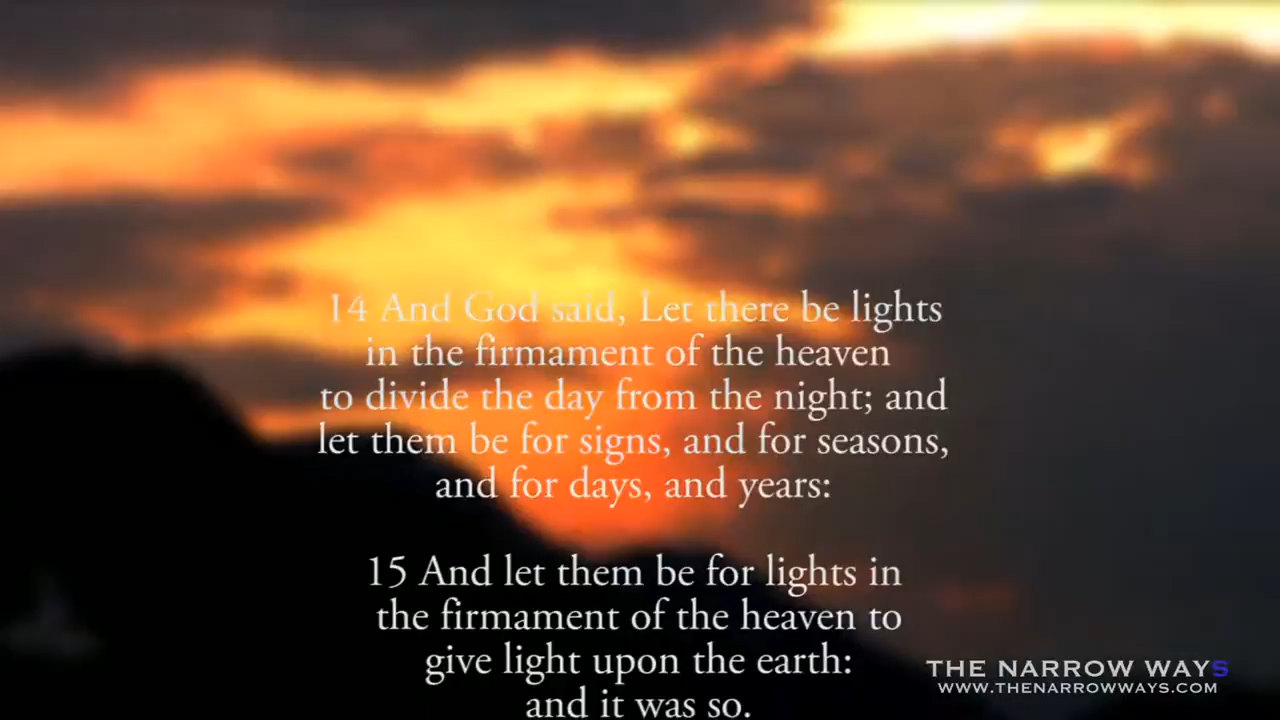 14 And God said, Let there be lights
in the firmament of the heaven
to divide the day from the night; and
let them be for signs, and for seasons,
and for days, and years:
15 And let them be for lights in
the firmament of the heaven to
give light upon the earth:
and it was so.
THE NARROW WAYS
WWW.THENARROWWAYS.COM